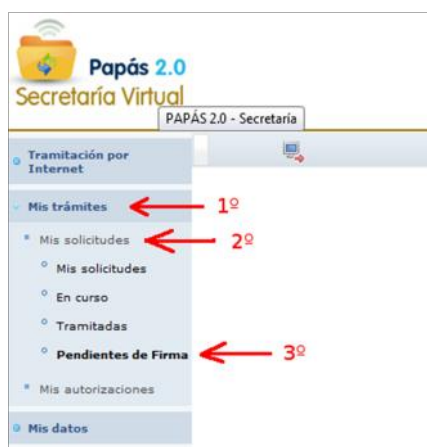 Papás 2.0
Secretaría Virtual
PAPÁS 2.0 - Secretaría
Tramitación por
Internet
Mis trámites
1º
Mis solicitudes
2º
Mis solicitudes
En curso
Tramitadas
Pendientes de Firma
3º
Mis autorizaciones
Mis datos